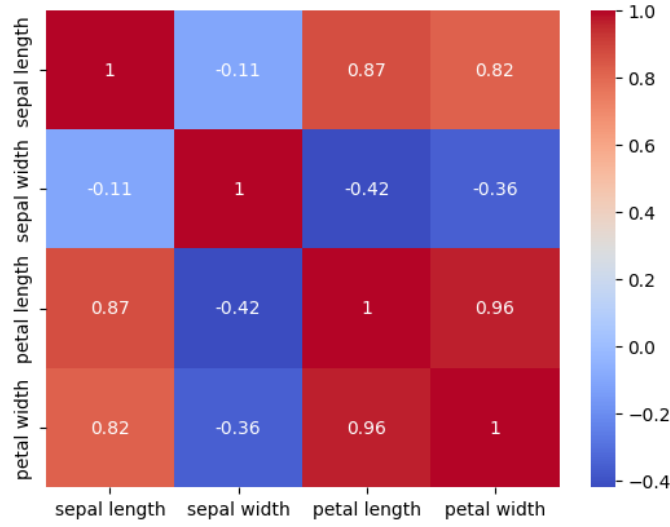 sepal length 1 -0.11 0.87 0.82
sepal width -0.11 1 -0.42 -0.36
petal length 0.87 -0.42 1 0.96
petal width 0.82 -0.36 0.96 1
sepal length sepal width petal length petal width
1.0
0.8
0.6
0.4
0.2
0.0
−0.2
−0.4